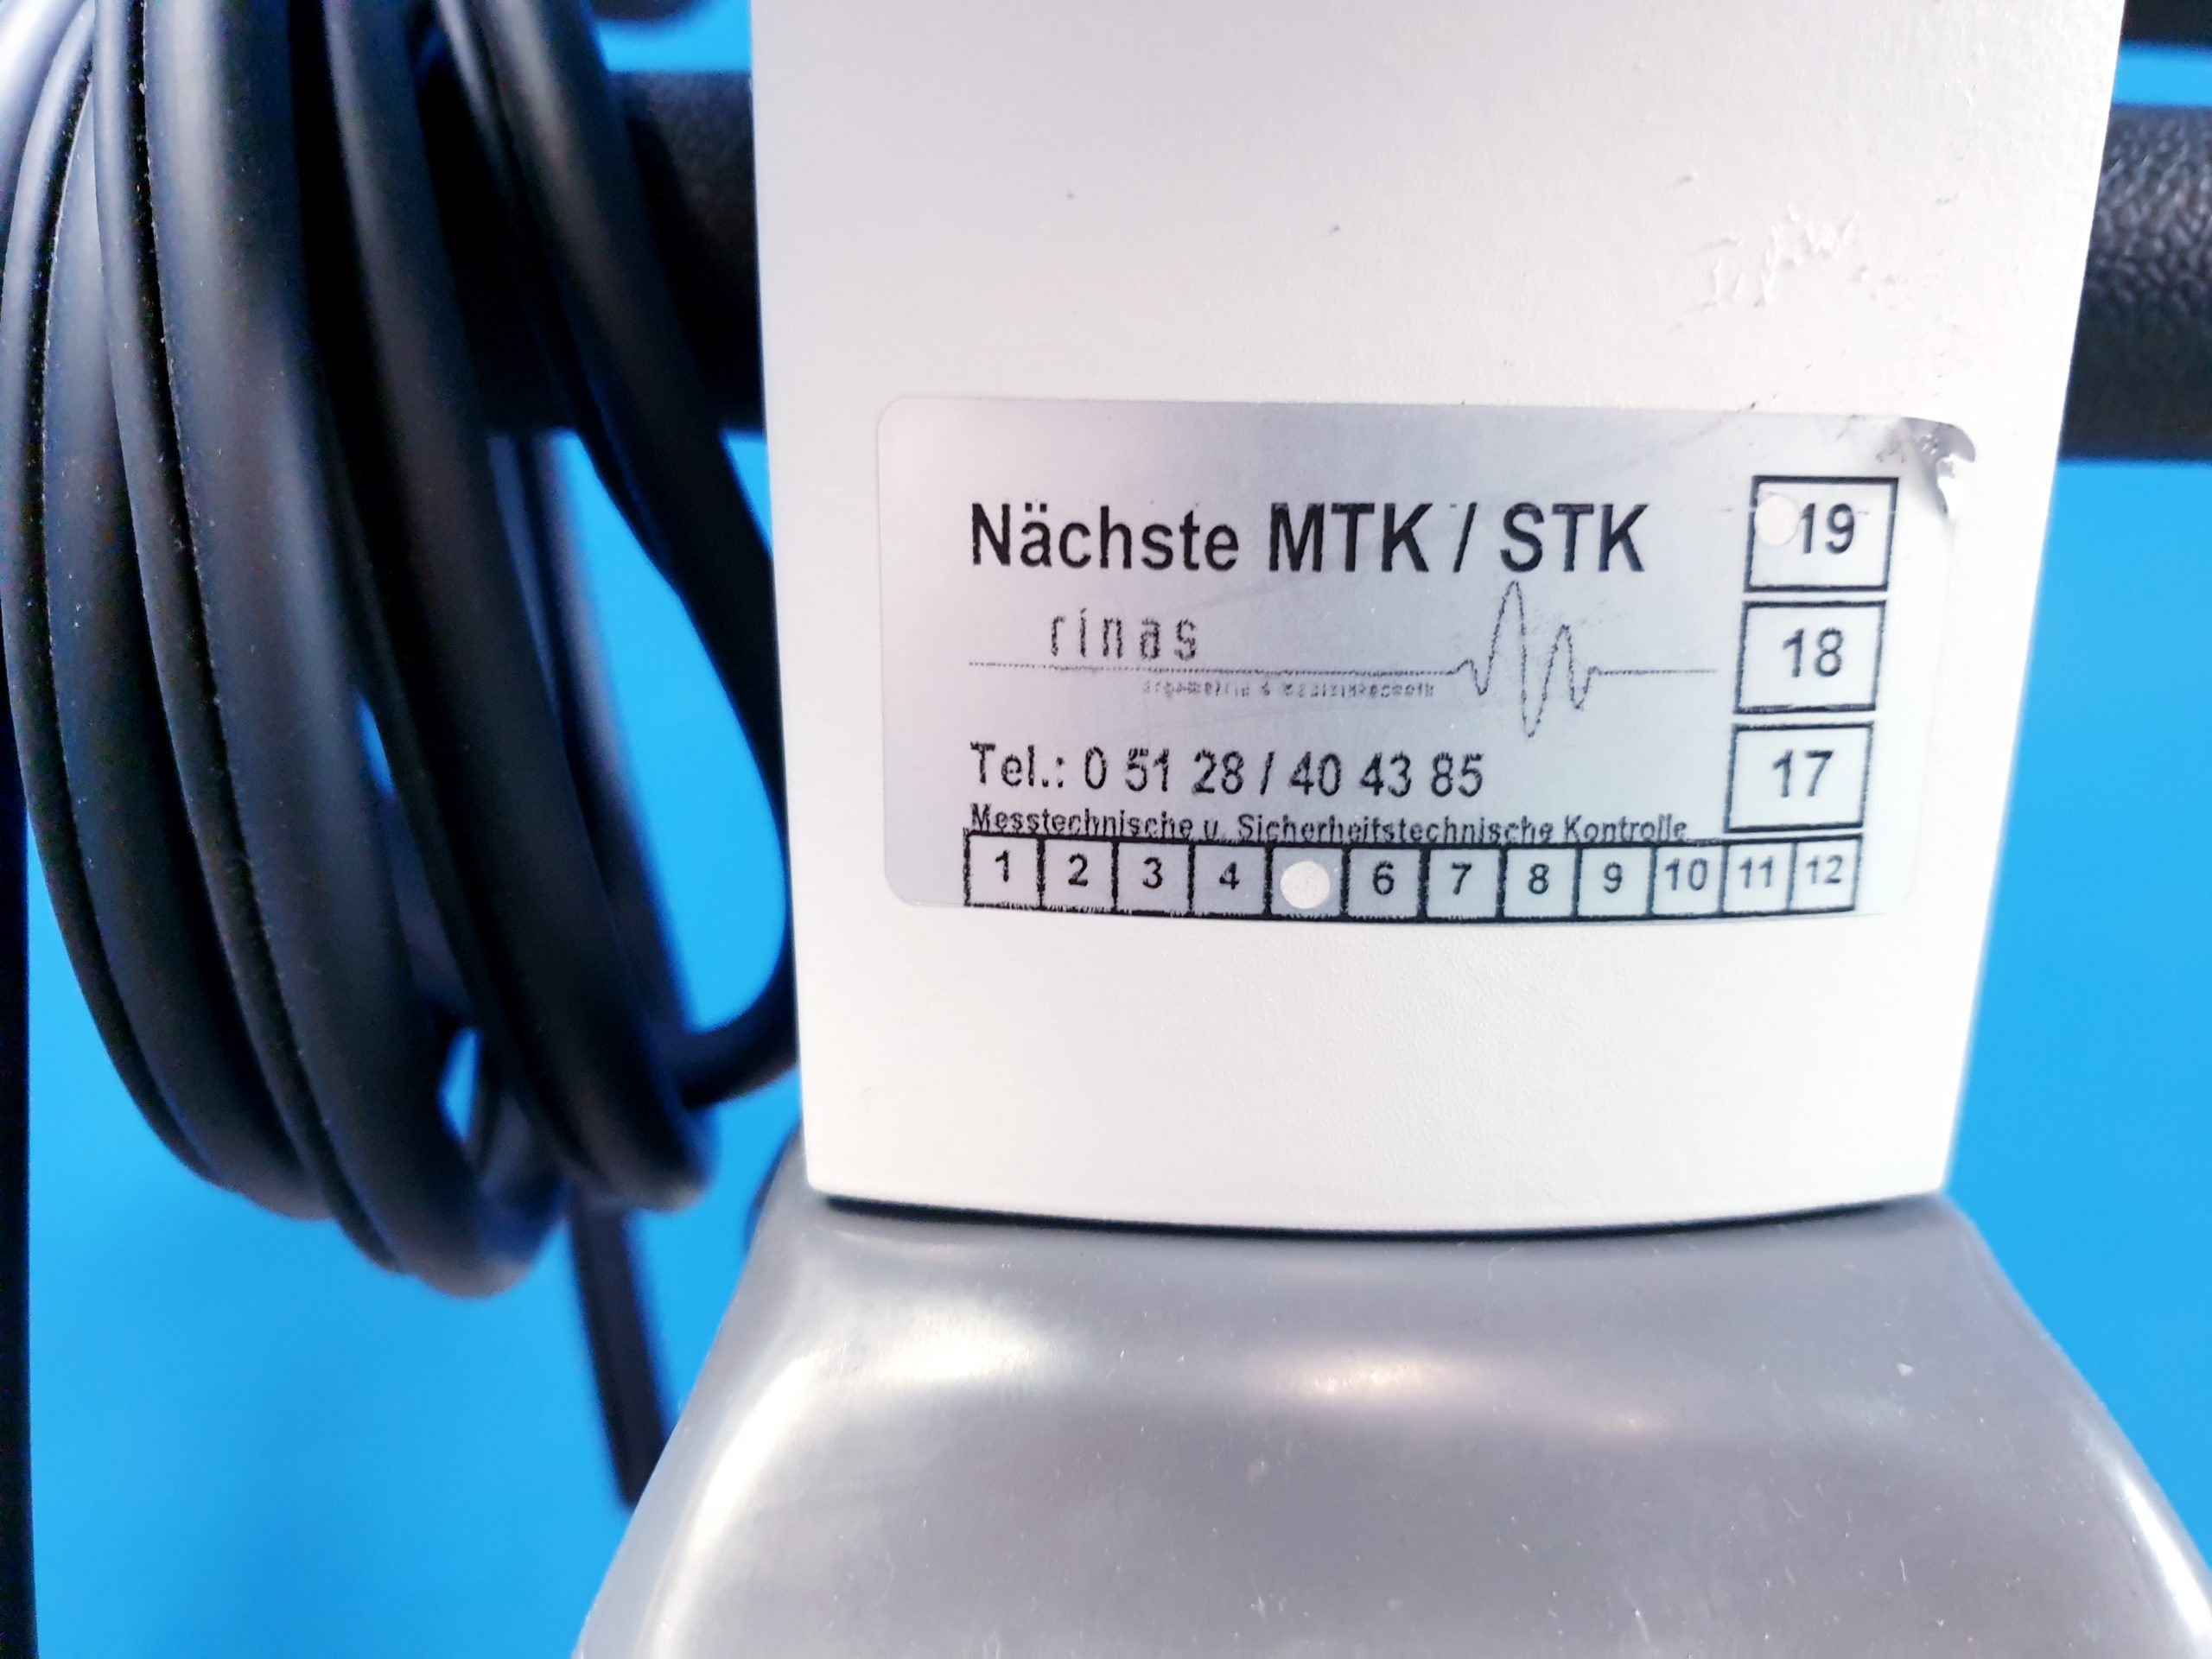 Nächste MTK / STK
19
rinas
18
Tel.: 0 51 28 / 40 43 85
17
Messtechnische u. Sicherheitstechnische Kontrolle
1 2 3 4 6 7 8 9 10 11 12